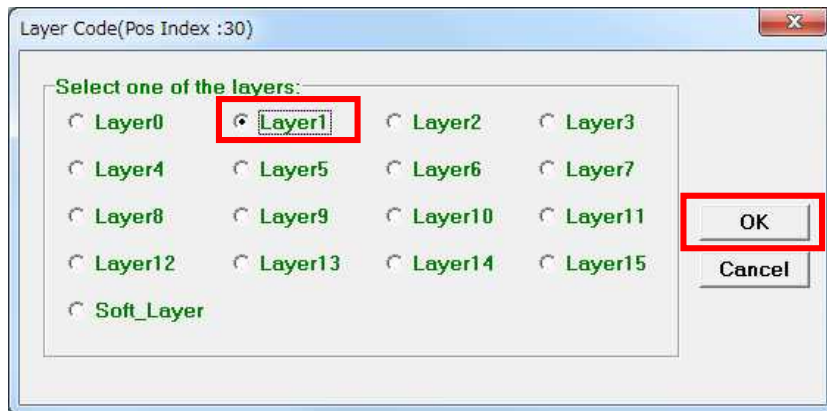 Layer Code(Pos Index :30)
Select one of the layers:
Layer0 Layer1 Layer2 Layer3
Layer4 Layer5 Layer6 Layer7
Layer8 Layer9 Layer10 Layer11
OK
Layer12 Layer13 Layer14 Layer15
Cancel
Soft_Layer